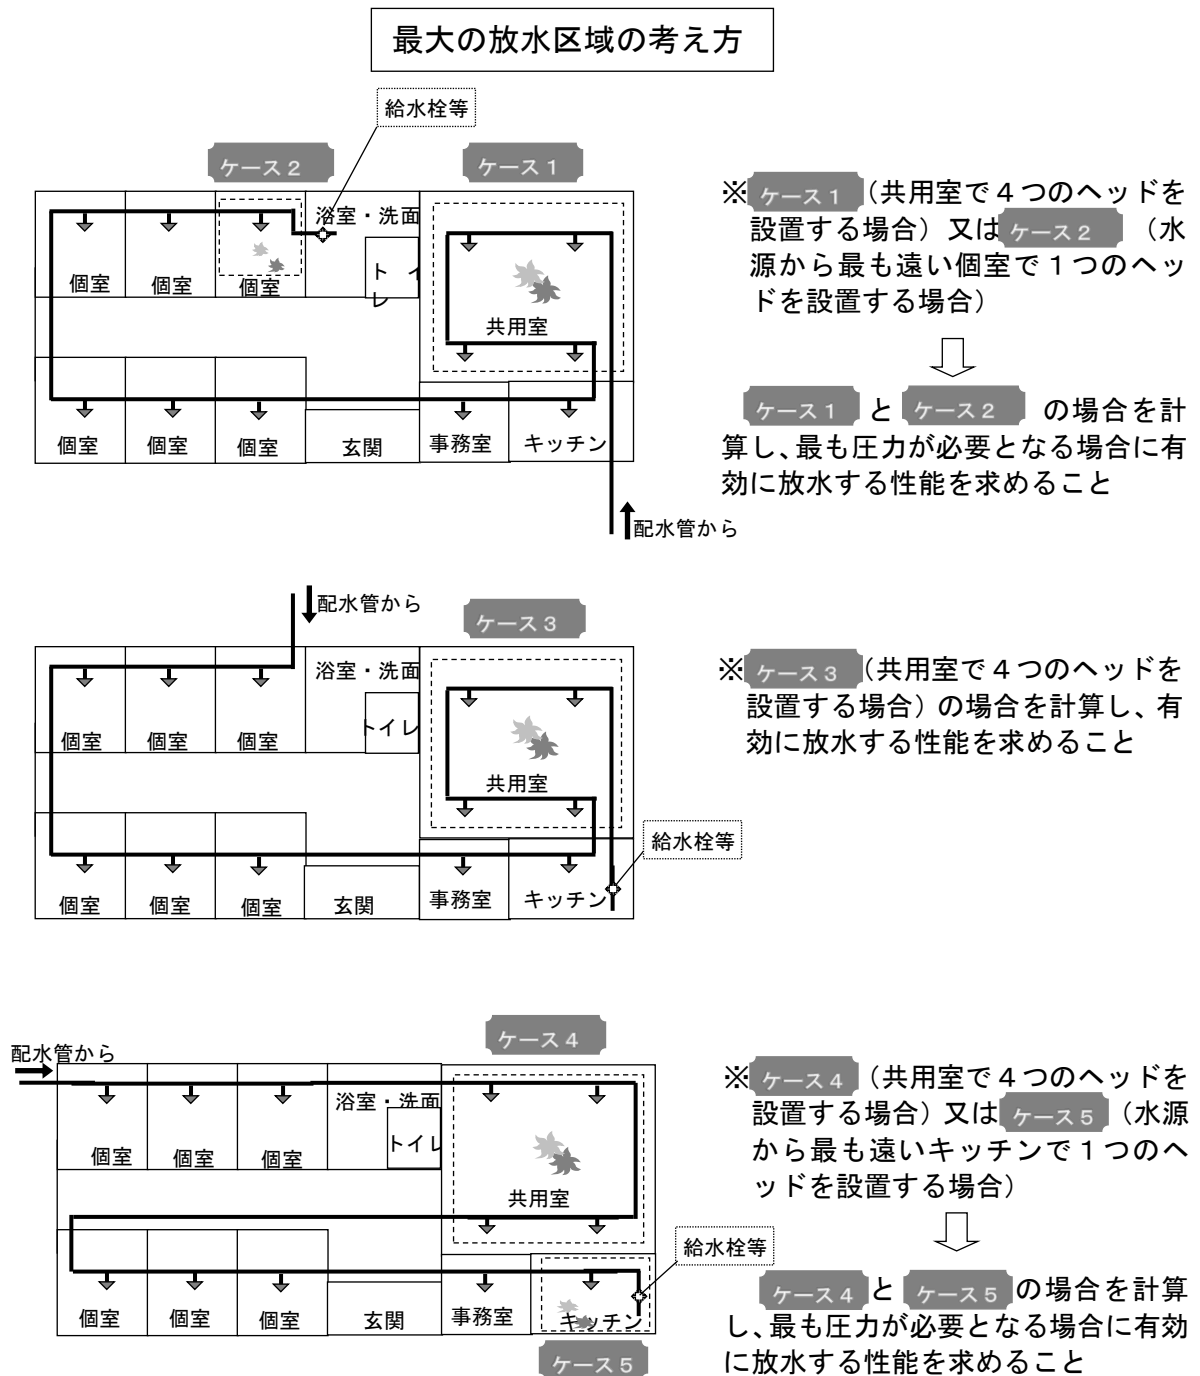 最大の放水区域の考え方
給水栓等
ケース２
ケース１
浴室・洗面
ト イ
レ
個室
個室
個室
共用室
個室
個室
個室
玄関
事務室
キッチン
配水管から
※ケース１（共用室で４つのヘッドを
設置する場合）又はケース２（水
源から最も遠い個室で１つのヘッ
ドを設置する場合）
ケース１と ケース２ の場合を計
算し、最も圧力が必要となる場合に有
効に放水する性能を求めること
配水管から
ケース３
浴室・洗面
トイレ
個室
個室
個室
共用室
給水栓等
個室
個室
個室
玄関
事務室
キッチン
※ケース３（共用室で４つのヘッドを
設置する場合）の場合を計算し、有
効に放水する性能を求めること
ケース４
配水管から
浴室・洗面
トイレ
個室
個室
個室
共用室
給水栓等
個室
個室
個室
玄関
事務室
キッチン
ケース５
※ケース４（共用室で４つのヘッドを
設置する場合）又はケース５（水源
から最も遠いキッチンで１つのヘ
ッドを設置する場合）
ケース４と ケース５の場合を計算
し、最も圧力が必要となる場合に有効
に放水する性能を求めること